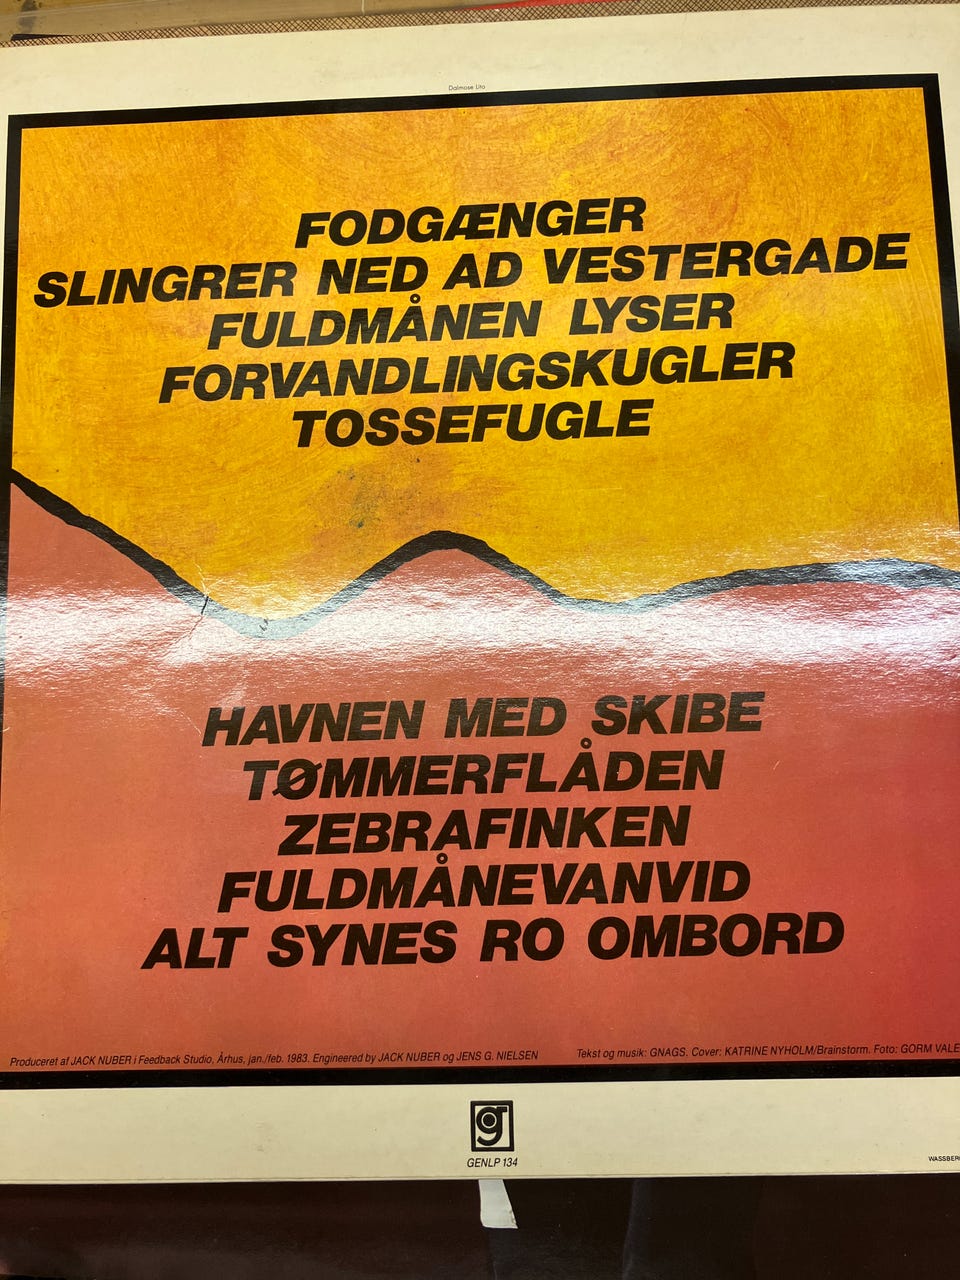 Dalmose Lito
FODGÆNGER
SLINGRER NED AD VESTERGADE
FULDMÅNEN LYSER
FORVANDLINGSKUGLER
TOSSEFUGLE
HAVNEN MED SKIBE
TØMMERFLÅDEN
ZEBRAFINKEN
FULDMÅNEVANVID
ALT SYNES RO OMBORD
Produceret af JACK NUBER i Feedback Studio, Århus, jan./feb. 1983. Engineered by JACK NUBER og JENS G. NIELSEN
Tekst og musik: GNAGS. Cover: KATRINE NYHOLM/Brainstorm. Foto: GORM VALE
g
GENLP 134
WASSBER